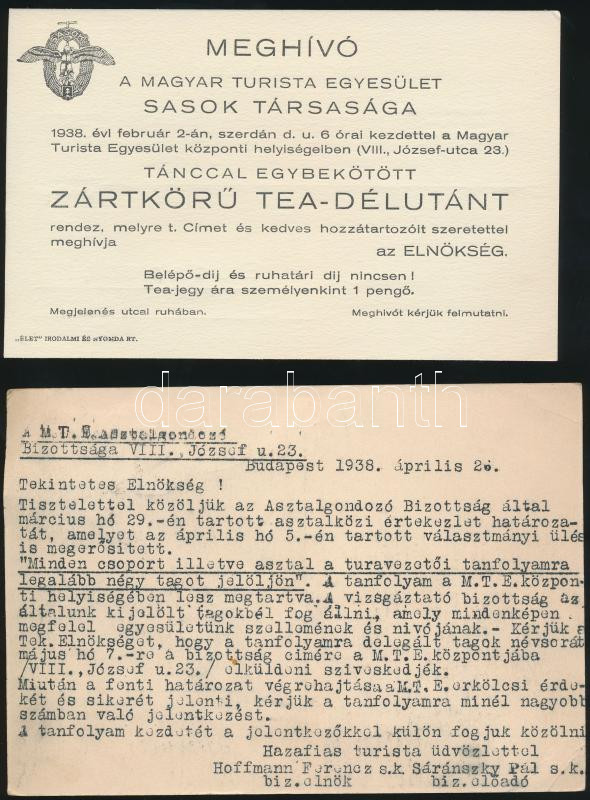 SASOK
MEGHÍVÓ
A MAGYAR TURISTA EGYESÜLET
SASOK TÁRSASÁGA
1938. évi február 2-án, szerdán d. u. 6 órai kezdettel a Magyar
Turista Egyesület központi helyiségeiben (VIII., József-utca 23.)
TÁNCCAL EGYBEKÖTÖTT
ZÁRTKÖRŰ TEA-DÉLUTÁNT
rendez, melyre t. Címet és kedves hozzátartozóit szeretettel
meghívja
az ELNÖKSÉG.
Belépő-dij és ruhatári dij nincsen!
Tea-jegy ára személyenkint 1 pengő.
Megjelenés utcai ruhában.
Meghivót kérjük felmutatni.
„ÉLET" IRODALMI ÉS NYOMDA RT.
darabanth
A M.T.E.Asztalgondozó
Bizottsága VIII., József u.23.
Budapest 1938. április 26.
Tekintetes Elnökség !
Tisztelettel közöljük az Asztalgondozó Bizottság által
március hó 29.-én tartott asztalközi értekezlet határoza-
tát, amelyet az április hó 5.-én tartott választmányi ülés
is megerősitett.
"Minden csoport illetve asztal a turavezetői tanfolyamra
legalább négy tagot jelöljön". A tanfolyam a M.T.E.közpon-
ti helyiségében lesz megtartva.A vizsgáztató bizottság az
általunk kijelölt tagokból fog állni, amely mindenképen
megfelel egyesületünk szellemének és nivójának.- Kérjük a
Tek.Elnökséget, hogy a tanfolyamra delegált tagok névsorát
május hó 7.-re a bizottság cimére a M.T.E.központjába
/VIII., József u.23./ elküldeni sziveskedjék.
Miután a fenti határozat végrehajtása a M.T.E.erkölcsi érde-
két és sikerét jelenti, kérjük a tanfolyamra minél nagyobb
számban való jelentkezést.
A tanfolyam kezdetét a jelentkezőkkel külön fogjuk közölni
Hazafias turista üdvözlettel
Hoffmann Ferencz s.k. Sáránszky Pál s.k.
biz.elnök biz.előadó